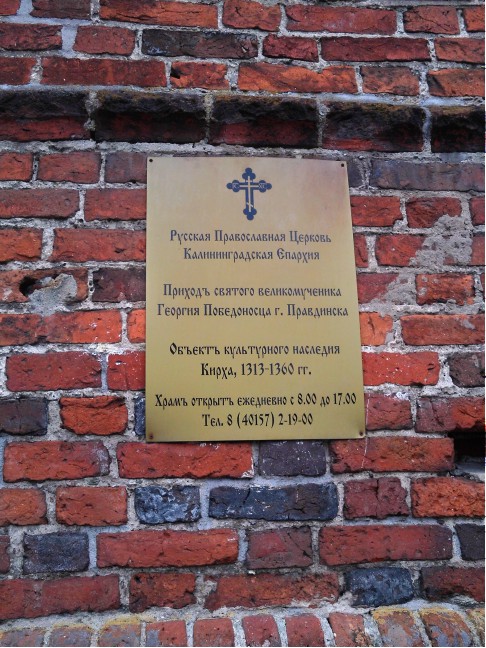 Русская Православная Церковь
Калининградская Епархия
Приходъ святого великомученика
Георгия Победоносца г. Правдинска
Объектъ культурного наследия
Кирха, 1313-1360 гг.
Храмъ открытъ ежедневно с 8.00 до 17.00
Тел. 8 (40157) 2-19-00